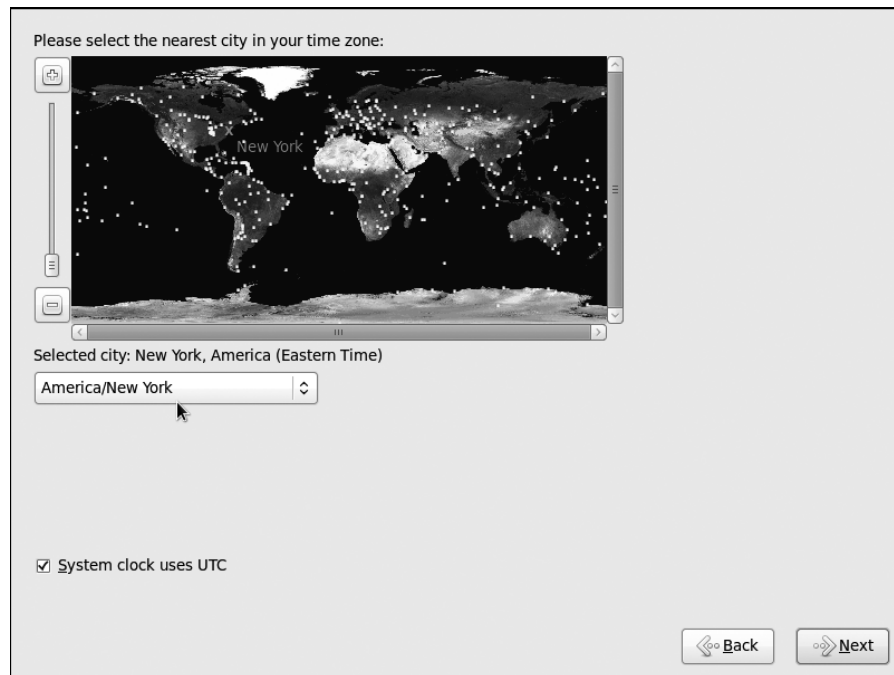 Please select the nearest city in your time zone:
New York
Selected city: New York, America (Eastern Time)
America/New York
System clock uses UTC
Back
Next